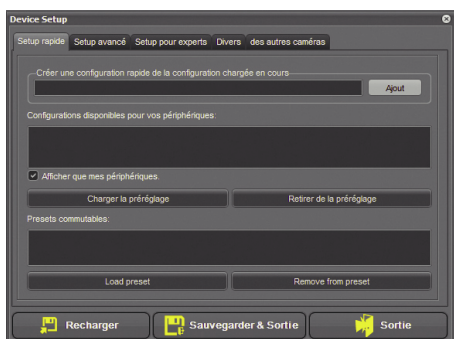 Device Setup
Setup rapide Setup avancé Setup pour experts Divers des autres caméras
Créer une configuration rapide de la configuration chargée en cours
Ajout
Configurations disponibles pour vos périphériques:
Afficher que mes périphériques.
Charger la préréglage Retirer de la préréglage
Presets commutables:
Load preset Remove from preset
Recharger Sauvegarder & Sortie Sortie